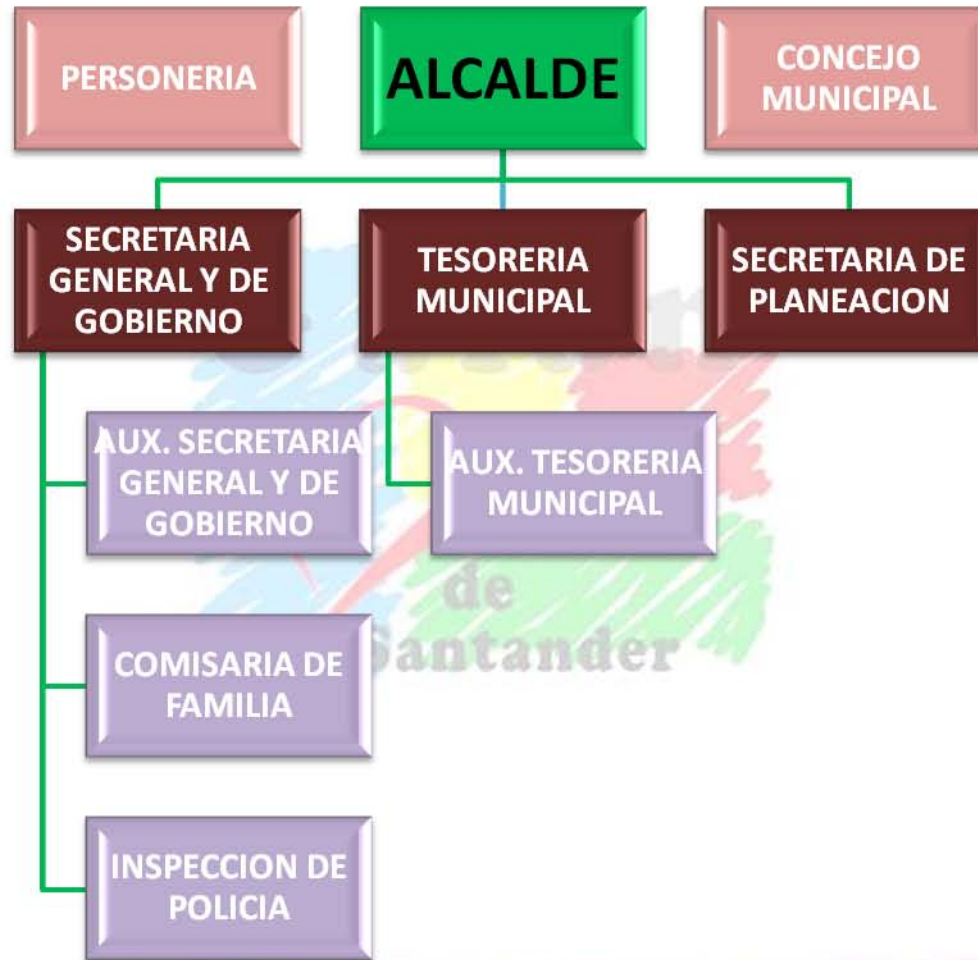 PERSONERIA
ALCALDE
CONCEJO
MUNICIPAL
SECRETARIA
GENERAL Y DE
GOBIERNO
TESORERIA
MUNICIPAL
SECRETARIA DE
PLANEACION
AUX. SECRETARIA
GENERAL Y DE
GOBIERNO
AUX. TESORERIA
MUNICIPAL
de
Santander
COMISARIA DE
FAMILIA
INSPECCION DE
POLICIA